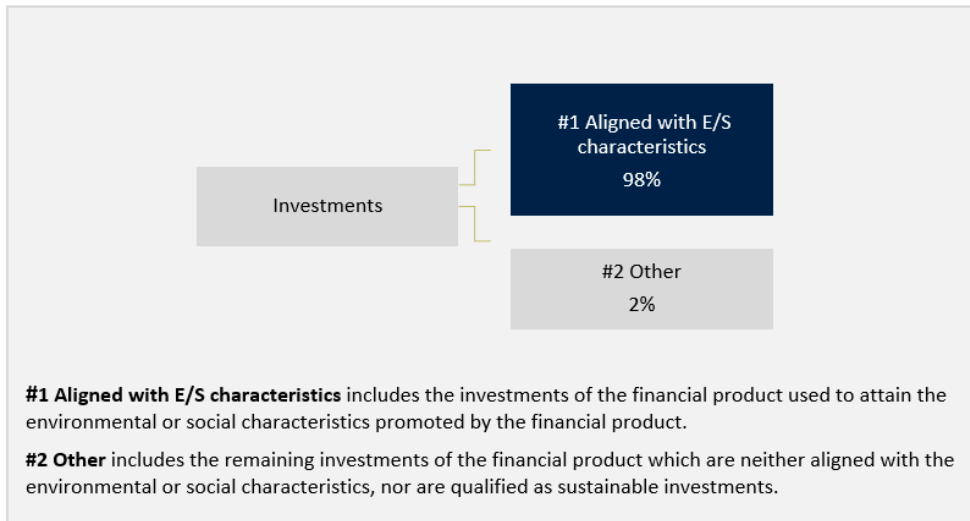 #1 Aligned with E/S
characteristics
98%
Investments
#2 Other
2%
#1 Aligned with E/S characteristics includes the investments of the financial product used to attain the
environmental or social characteristics promoted by the financial product.
#2 Other includes the remaining investments of the financial product which are neither aligned with the
environmental or social characteristics, nor are qualified as sustainable investments.